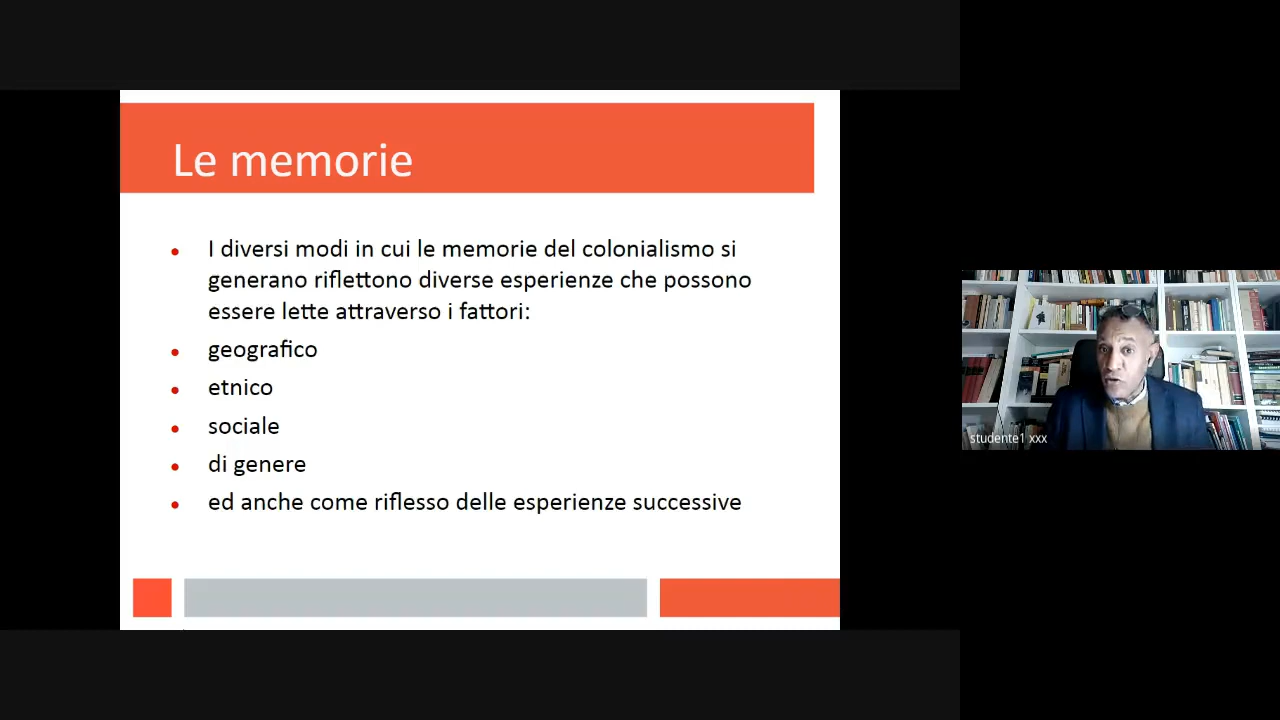 Le memorie
I diversi modi in cui le memorie del colonialismo si
generano riflettono diverse esperienze che possono
essere lette attraverso i fattori:
geografico
etnico
sociale
di genere
ed anche come riflesso delle esperienze successive
studente1 xxx